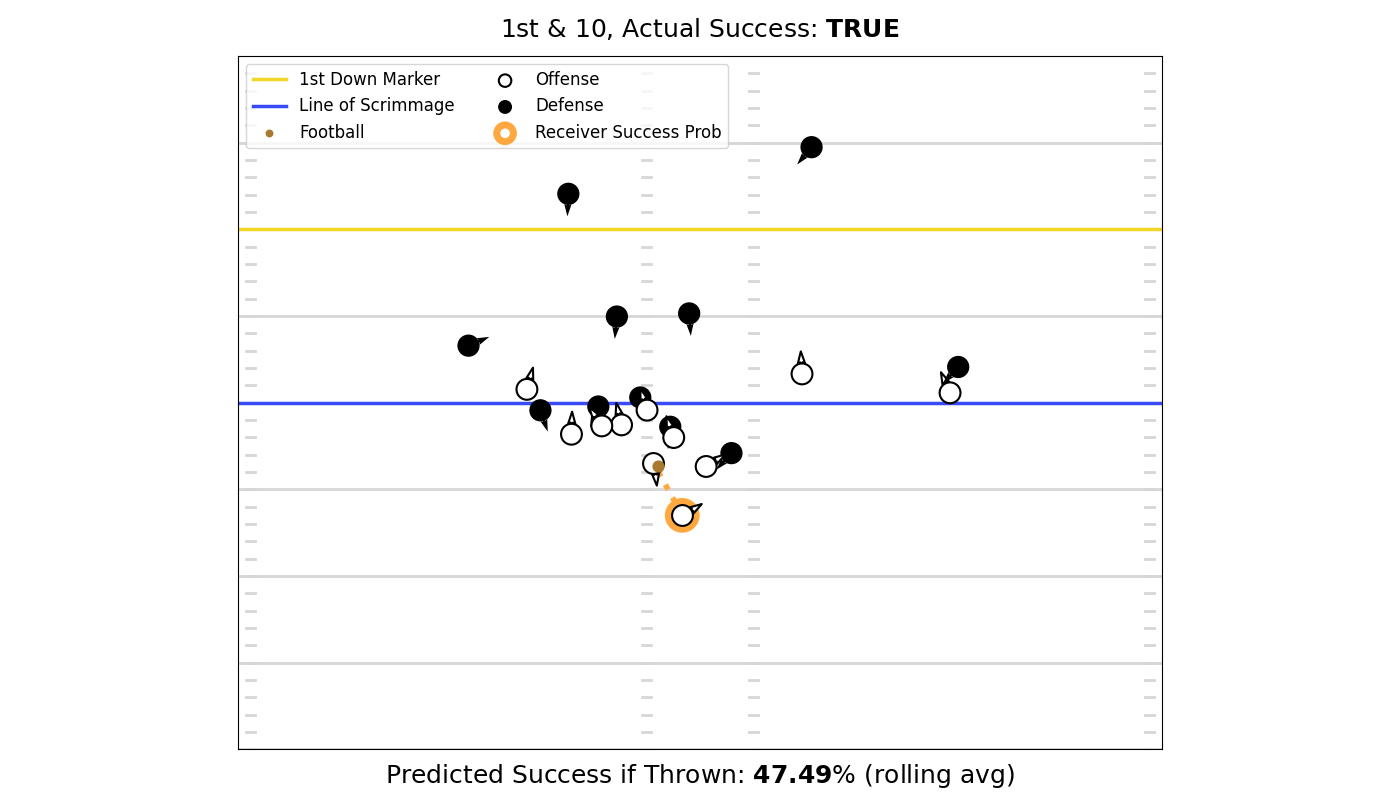 1st & 10, Actual Success: TRUE
1st Down Marker
Line of Scrimmage
Football
Offense
Defense
Receiver Success Prob
Predicted Success if Thrown: 47.49% (rolling avg)